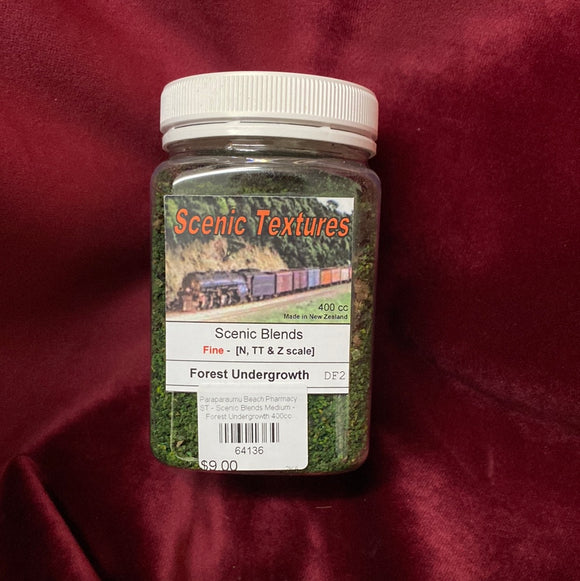 Scenic Textures
400 cc
Made in New Zealand
Scenic Blends
Fine - [N, TT & Z scale]
Forest Undergrowth DF2
Paraparaumu Beach Pharmacy
ST - Scenic Blends Medium -
Forest Undergrowth 400cc
64136
$9.00